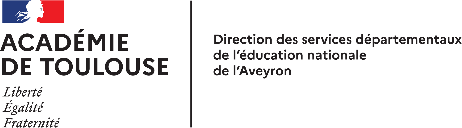 ACADÉMIE
DE TOULOUSE
Liberté
Égalité
Fraternité
Direction des services départementaux
de l'éducation nationale
de l'Aveyron